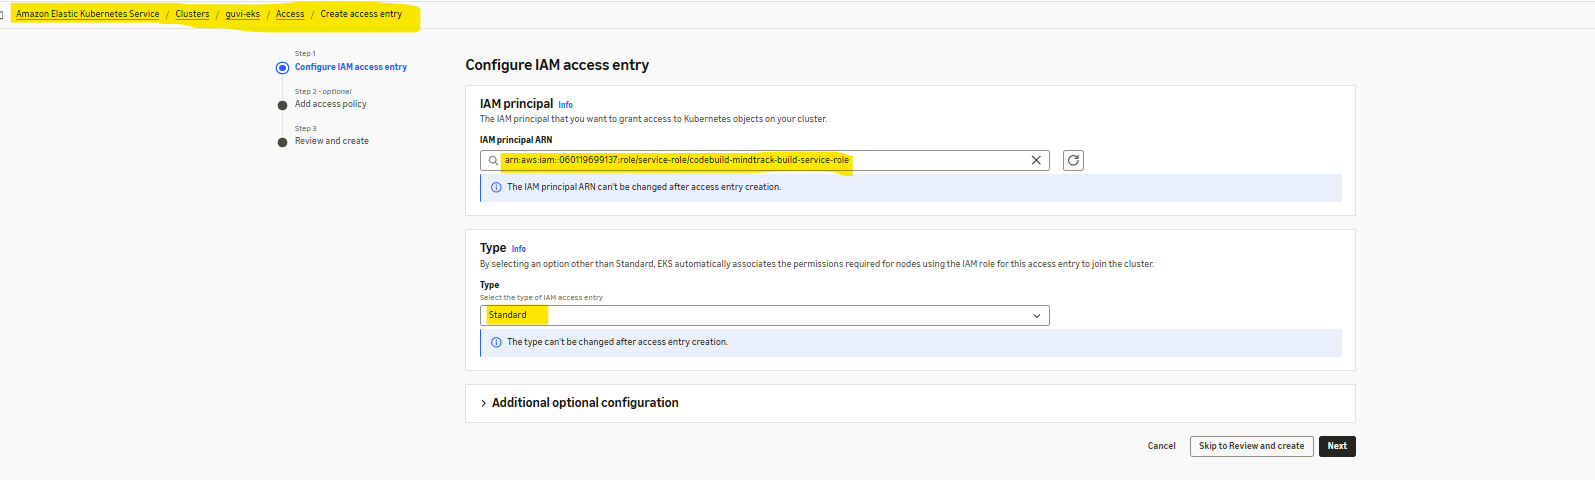 Amazon Elastic Kubernetes Service / Clusters / guvi-eks / Access / Create access entry
Step 1
Configure IAM access entry
Step 2 - optional
Add access policy
Step 3
Review and create
Configure IAM access entry
IAM principal Info
The IAM principal that you want to grant access to Kubernetes objects on your cluster.
IAM principal ARN
arn:aws:iam::060119699137:role/service-role/codebuild-mindtrack-build-service-role
The IAM principal ARN can't be changed after access entry creation.
Type Info
By selecting an option other than Standard, EKS automatically associates the permissions required for nodes using the IAM role for this access entry to join the cluster.
Type
Select the type of IAM access entry
Standard
The type can't be changed after access entry creation.
Additional optional configuration
Cancel Skip to Review and create Next